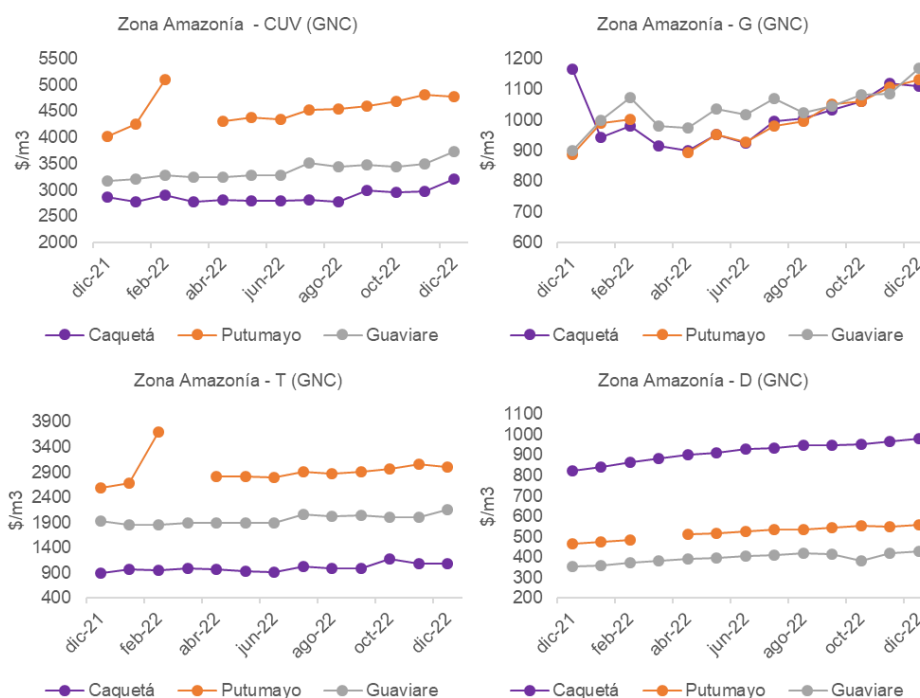 Zona Amazonía - CUV (GNC)
5500
5000
4500
4000
3500
3000
2500
2000
$/m3
dic-21
feb-22
abr-22
jun-22
ago-22
oct-22
dic-22
Caquetá Putumayo Guaviare
Zona Amazonía - G (GNC)
1200
1100
1000
900
800
700
600
$/m3
dic-21
feb-22
abr-22
jun-22
ago-22
oct-22
dic-22
Caquetá Putumayo Guaviare
Zona Amazonía - T (GNC)
3900
3400
2900
2400
1900
1400
900
400
$/m3
dic-21
feb-22
abr-22
jun-22
ago-22
oct-22
dic-22
Caquetá Putumayo Guaviare
Zona Amazonía - D (GNC)
1100
1000
900
800
700
600
500
400
300
200
$/m3
dic-21
feb-22
abr-22
jun-22
ago-22
oct-22
dic-22
Caquetá Putumayo Guaviare